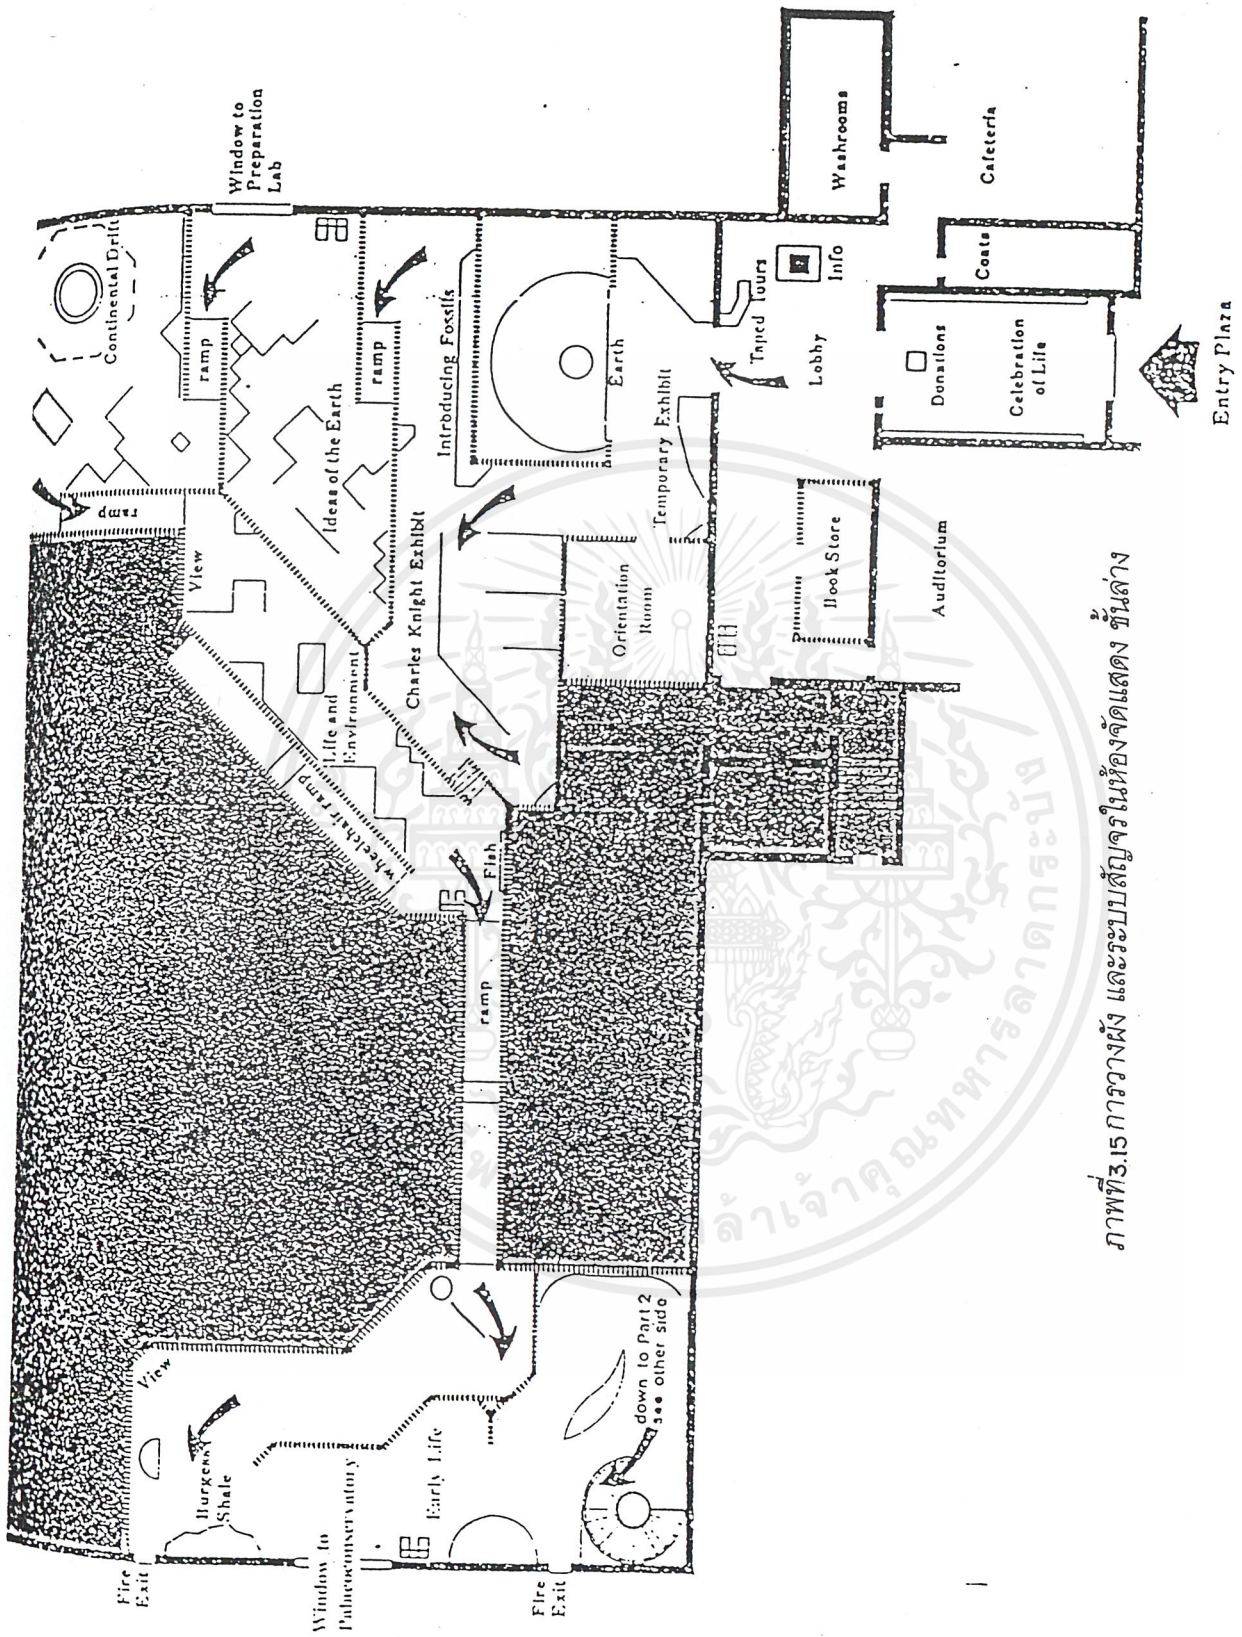 Fire
Exit
Burgess
Shale
View
Window to
Palaeoconservatory
Early Life
Fire
Exit
down to Part 2
see other side
ramp
Fish
wheelchair ramp
Life and
Environment
View
ramp
Continental Drift
ramp
Window to
Preparation
Lab
Ideas of the Earth
ramp
Charles Knight Exhibit
Introducing Fossils
Earth
Temporary Exhibit
Orientation
Room
Taped Tours
Info
Lobby
Book Store
Auditorium
Washrooms
Cafeteria
Coats
Donations
Celebration
of Life
Entry Plaza
ภาพที่3.15 การวางผัง และระบบสัญจรในห้องจัดแสดง ชั้นล่าง